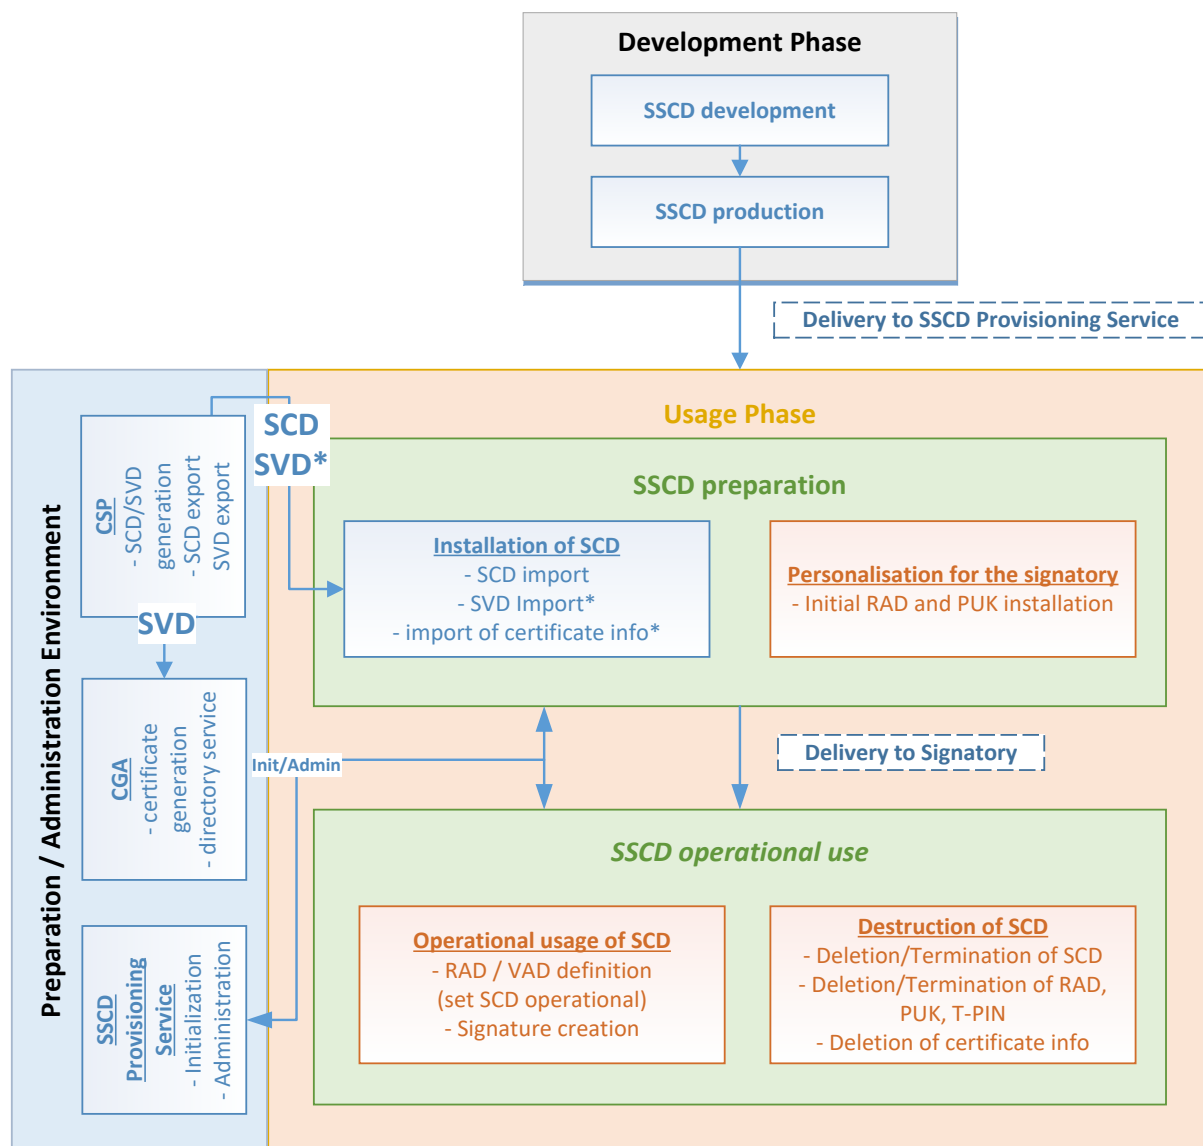 Development Phase
SSCD development
SSCD production
Delivery to SSCD Provisioning Service
Preparation / Administration Environment
CSP
- SCD/SVD
generation
- SCD export
SVD export
SCD
SVD*
SVD
CGA
- certificate
generation
- directory service
Init/Admin
SSCD
Provisioning
Service
- Initialization
- Administration
Usage Phase
SSCD preparation
Installation of SCD
- SCD import
- SVD Import*
- import of certificate info*
Personalisation for the signatory
- Initial RAD and PUK installation
Delivery to Signatory
SSCD operational use
Operational usage of SCD
- RAD / VAD definition
(set SCD operational)
- Signature creation
Destruction of SCD
- Deletion/Termination of SCD
- Deletion/Termination of RAD,
PUK, T-PIN
- Deletion of certificate info